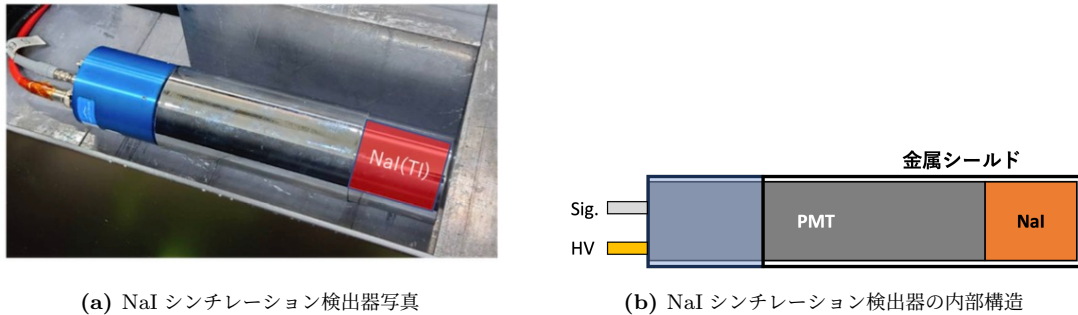 NaI(Tl)
(a) NaI シンチレーション検出器写真
金属シールド
Sig.
HV
PMT
NaI
(b) NaI シンチレーション検出器の内部構造